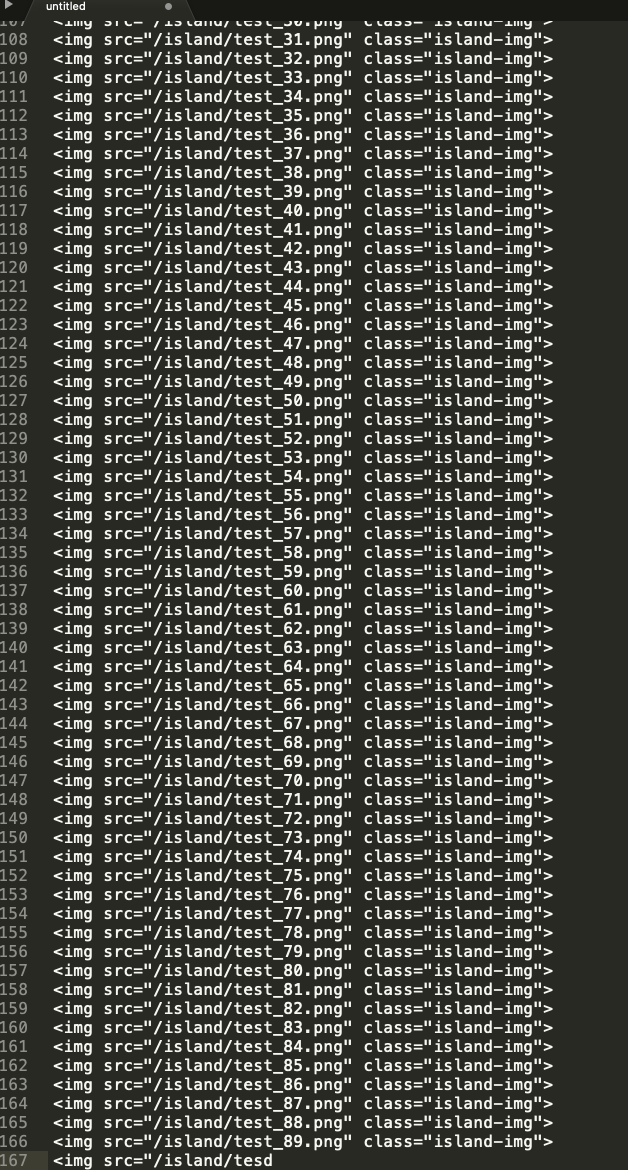 untitled
107 <img src="/island/test_30.png" class="island-img">
108 <img src="/island/test_31.png" class="island-img">
109 <img src="/island/test_32.png" class="island-img">
110 <img src="/island/test_33.png" class="island-img">
111 <img src="/island/test_34.png" class="island-img">
112 <img src="/island/test_35.png" class="island-img">
113 <img src="/island/test_36.png" class="island-img">
114 <img src="/island/test_37.png" class="island-img">
115 <img src="/island/test_38.png" class="island-img">
116 <img src="/island/test_39.png" class="island-img">
117 <img src="/island/test_40.png" class="island-img">
118 <img src="/island/test_41.png" class="island-img">
119 <img src="/island/test_42.png" class="island-img">
120 <img src="/island/test_43.png" class="island-img">
121 <img src="/island/test_44.png" class="island-img">
122 <img src="/island/test_45.png" class="island-img">
123 <img src="/island/test_46.png" class="island-img">
124 <img src="/island/test_47.png" class="island-img">
125 <img src="/island/test_48.png" class="island-img">
126 <img src="/island/test_49.png" class="island-img">
127 <img src="/island/test_50.png" class="island-img">
128 <img src="/island/test_51.png" class="island-img">
129 <img src="/island/test_52.png" class="island-img">
130 <img src="/island/test_53.png" class="island-img">
131 <img src="/island/test_54.png" class="island-img">
132 <img src="/island/test_55.png" class="island-img">
133 <img src="/island/test_56.png" class="island-img">
134 <img src="/island/test_57.png" class="island-img">
135 <img src="/island/test_58.png" class="island-img">
136 <img src="/island/test_59.png" class="island-img">
137 <img src="/island/test_60.png" class="island-img">
138 <img src="/island/test_61.png" class="island-img">
139 <img src="/island/test_62.png" class="island-img">
140 <img src="/island/test_63.png" class="island-img">
141 <img src="/island/test_64.png" class="island-img">
142 <img src="/island/test_65.png" class="island-img">
143 <img src="/island/test_66.png" class="island-img">
144 <img src="/island/test_67.png" class="island-img">
145 <img src="/island/test_68.png" class="island-img">
146 <img src="/island/test_69.png" class="island-img">
147 <img src="/island/test_70.png" class="island-img">
148 <img src="/island/test_71.png" class="island-img">
149 <img src="/island/test_72.png" class="island-img">
150 <img src="/island/test_73.png" class="island-img">
151 <img src="/island/test_74.png" class="island-img">
152 <img src="/island/test_75.png" class="island-img">
153 <img src="/island/test_76.png" class="island-img">
154 <img src="/island/test_77.png" class="island-img">
155 <img src="/island/test_78.png" class="island-img">
156 <img src="/island/test_79.png" class="island-img">
157 <img src="/island/test_80.png" class="island-img">
158 <img src="/island/test_81.png" class="island-img">
159 <img src="/island/test_82.png" class="island-img">
160 <img src="/island/test_83.png" class="island-img">
161 <img src="/island/test_84.png" class="island-img">
162 <img src="/island/test_85.png" class="island-img">
163 <img src="/island/test_86.png" class="island-img">
164 <img src="/island/test_87.png" class="island-img">
165 <img src="/island/test_88.png" class="island-img">
166 <img src="/island/test_89.png" class="island-img">
167 <img src="/island/tesd